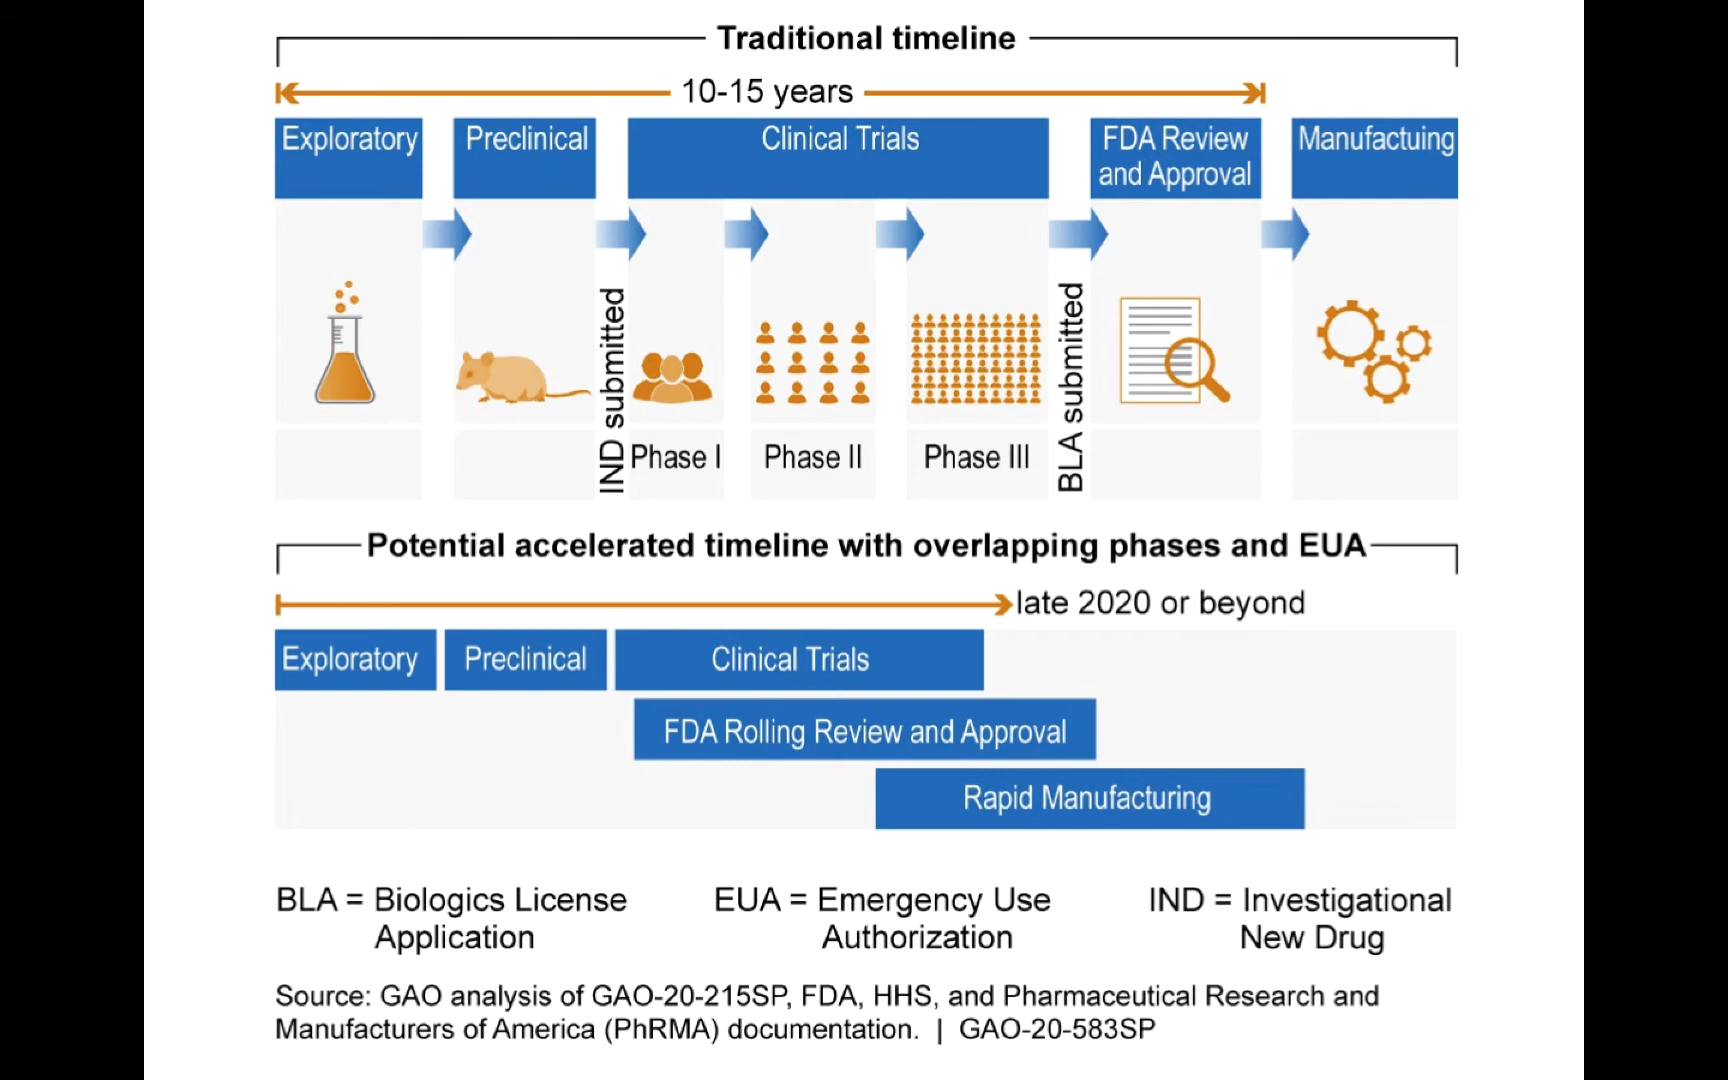 Traditional timeline
10-15 years
Exploratory
Preclinical
Clinical Trials
FDA Review
and Approval
Manufactuing
IND submitted
Phase I
Phase II
Phase III
BLA submitted
Potential accelerated timeline with overlapping phases and EUA
late 2020 or beyond
Exploratory
Preclinical
Clinical Trials
FDA Rolling Review and Approval
Rapid Manufacturing
BLA = Biologics License
Application
EUA = Emergency Use
Authorization
IND = Investigational
New Drug
Source: GAO analysis of GAO-20-215SP, FDA, HHS, and Pharmaceutical Research and
Manufacturers of America (PhRMA) documentation. | GAO-20-583SP